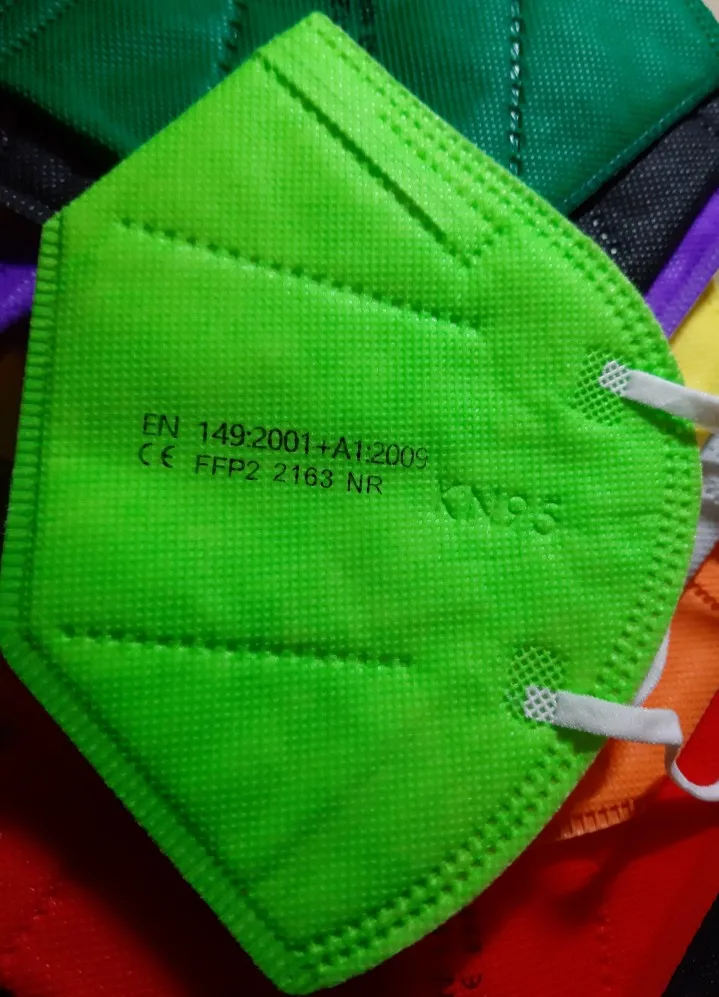 EN 149:2001+A1:2009
CE FFP2 2163 NR
KN95